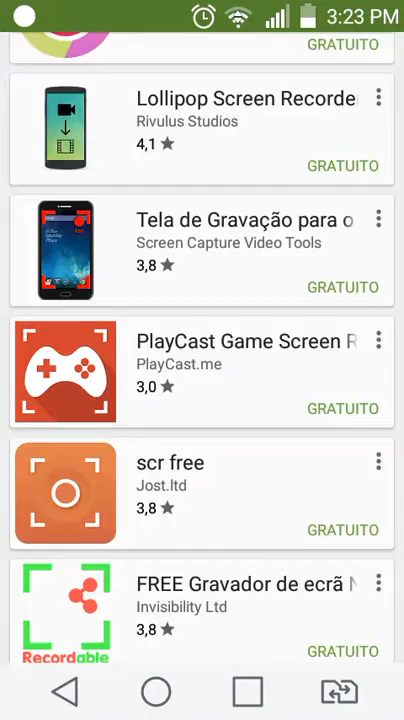 3:23 PM
GRATUITO
Lollipop Screen Recorde
Rivulus Studios
4,1
GRATUITO
Tela de Gravação para o
Screen Capture Video Tools
3,8
GRATUITO
PlayCast Game Screen R
PlayCast.me
3,0
GRATUITO
scr free
Jost.ltd
3,8
GRATUITO
FREE Gravador de ecrã N
Invisibility Ltd
3,8
Recordable
GRATUITO